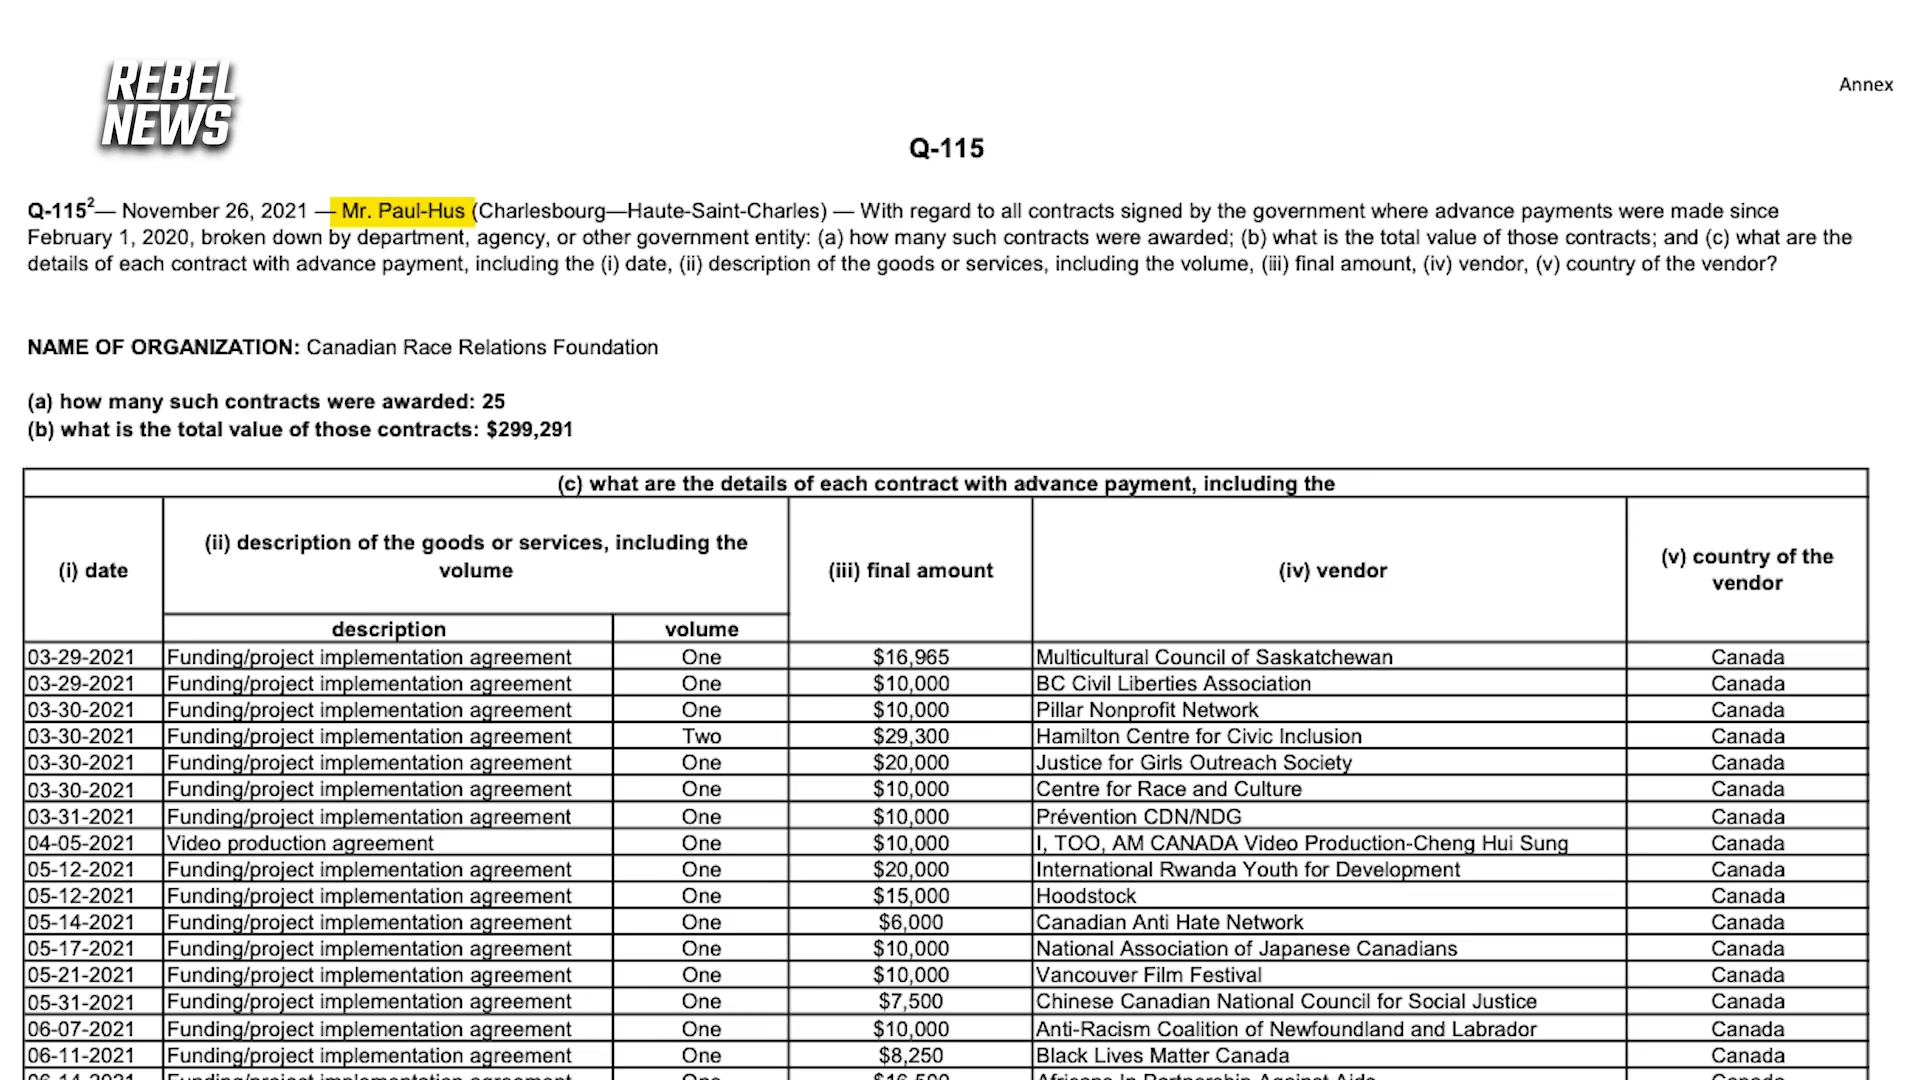 REBEL
NEWS
Annex
Q-115
Q-115² — November 26, 2021 — Mr. Paul-Hus (Charlesbourg—Haute-Saint-Charles) — With regard to all contracts signed by the government where advance payments were made since
February 1, 2020, broken down by department, agency, or other government entity: (a) how many such contracts were awarded; (b) what is the total value of those contracts; and (c) what are the
details of each contract with advance payment, including the (i) date, (ii) description of the goods or services, including the volume, (iii) final amount, (iv) vendor, (v) country of the vendor?
NAME OF ORGANIZATION: Canadian Race Relations Foundation
(a) how many such contracts were awarded: 25
(b) what is the total value of those contracts: $299,291
(c) what are the details of each contract with advance payment, including the
(i) date (ii) description of the goods or services, including the volume (iii) final amount (iv) vendor (v) country of the vendor
description volume
03-29-2021 Funding/project implementation agreement One $16,965 Multicultural Council of Saskatchewan Canada
03-29-2021 Funding/project implementation agreement One $10,000 BC Civil Liberties Association Canada
03-30-2021 Funding/project implementation agreement One $10,000 Pillar Nonprofit Network Canada
03-30-2021 Funding/project implementation agreement Two $29,300 Hamilton Centre for Civic Inclusion Canada
03-30-2021 Funding/project implementation agreement One $20,000 Justice for Girls Outreach Society Canada
03-30-2021 Funding/project implementation agreement One $10,000 Centre for Race and Culture Canada
03-31-2021 Funding/project implementation agreement One $10,000 Prévention CDN/NDG Canada
04-05-2021 Video production agreement One $10,000 I, TOO, AM CANADA Video Production-Cheng Hui Sung Canada
05-12-2021 Funding/project implementation agreement One $20,000 International Rwanda Youth for Development Canada
05-12-2021 Funding/project implementation agreement One $15,000 Hoodstock Canada
05-14-2021 Funding/project implementation agreement One $6,000 Canadian Anti Hate Network Canada
05-17-2021 Funding/project implementation agreement One $10,000 National Association of Japanese Canadians Canada
05-21-2021 Funding/project implementation agreement One $10,000 Vancouver Film Festival Canada
05-31-2021 Funding/project implementation agreement One $7,500 Chinese Canadian National Council for Social Justice Canada
06-07-2021 Funding/project implementation agreement One $10,000 Anti-Racism Coalition of Newfoundland and Labrador Canada
06-11-2021 Funding/project implementation agreement One $8,250 Black Lives Matter Canada Canada
06-14-2021 Funding/project implementation agreement One $16,500 Africans In Partnership Against Aids Canada